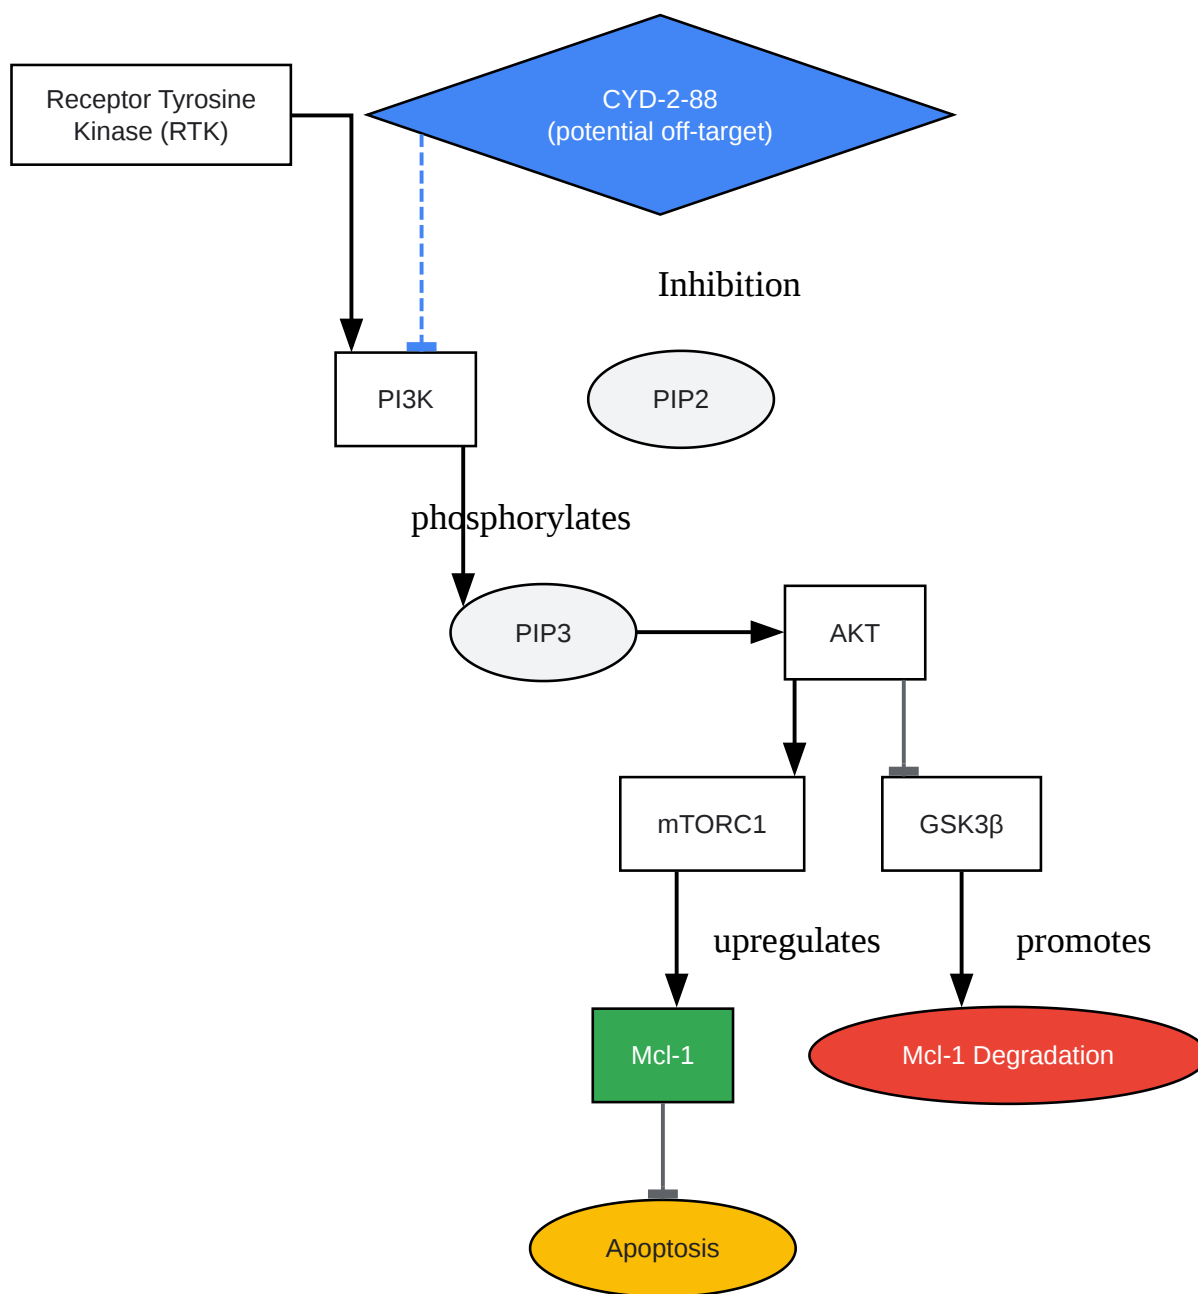 Receptor Tyrosine
Kinase (RTK)
CYD-2-88
(potential off-target)
Inhibition
PI3K
PIP2
phosphorylates
PIP3
AKT
mTORC1
GSK3β
upregulates
promotes
Mcl-1
Mcl-1 Degradation
Apoptosis